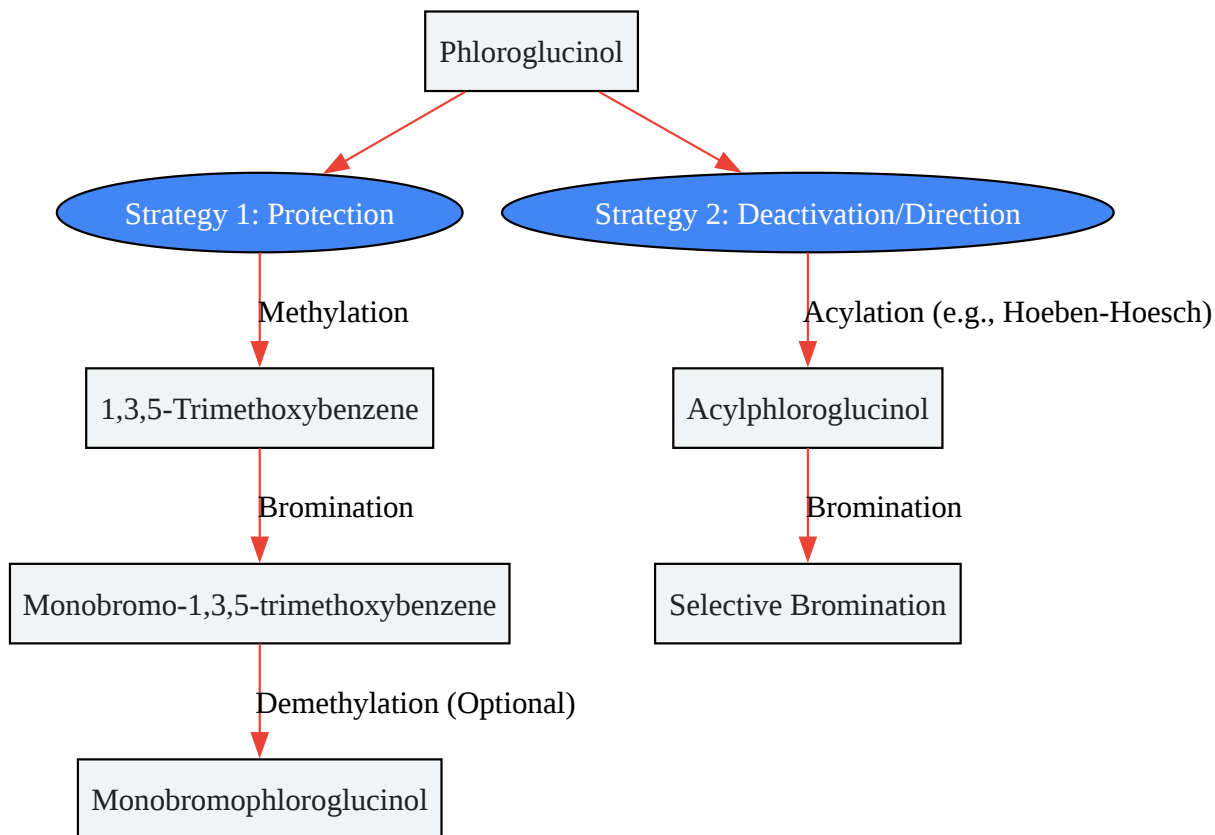 Phloroglucinol
Strategy 1: Protection
Strategy 2: Deactivation/Direction
Methylation
Acylation (e.g., Hoeben-Hoesch)
1,3,5-Trimethoxybenzene
Acylphloroglucinol
Bromination
Bromination
Monobromo-1,3,5-trimethoxybenzene
Selective Bromination
Demethylation (Optional)
Monobromophloroglucinol